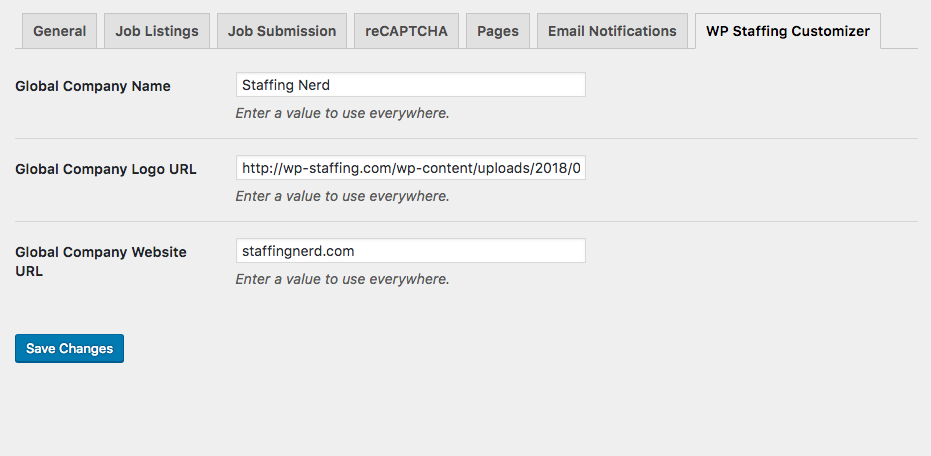 General Job Listings Job Submission reCAPTCHA Pages Email Notifications WP Staffing Customizer
Global Company Name Staffing Nerd
Enter a value to use everywhere.
Global Company Logo URL http://wp-staffing.com/wp-content/uploads/2018/0
Enter a value to use everywhere.
Global Company Website staffingnerd.com
URL
Enter a value to use everywhere.
Save Changes